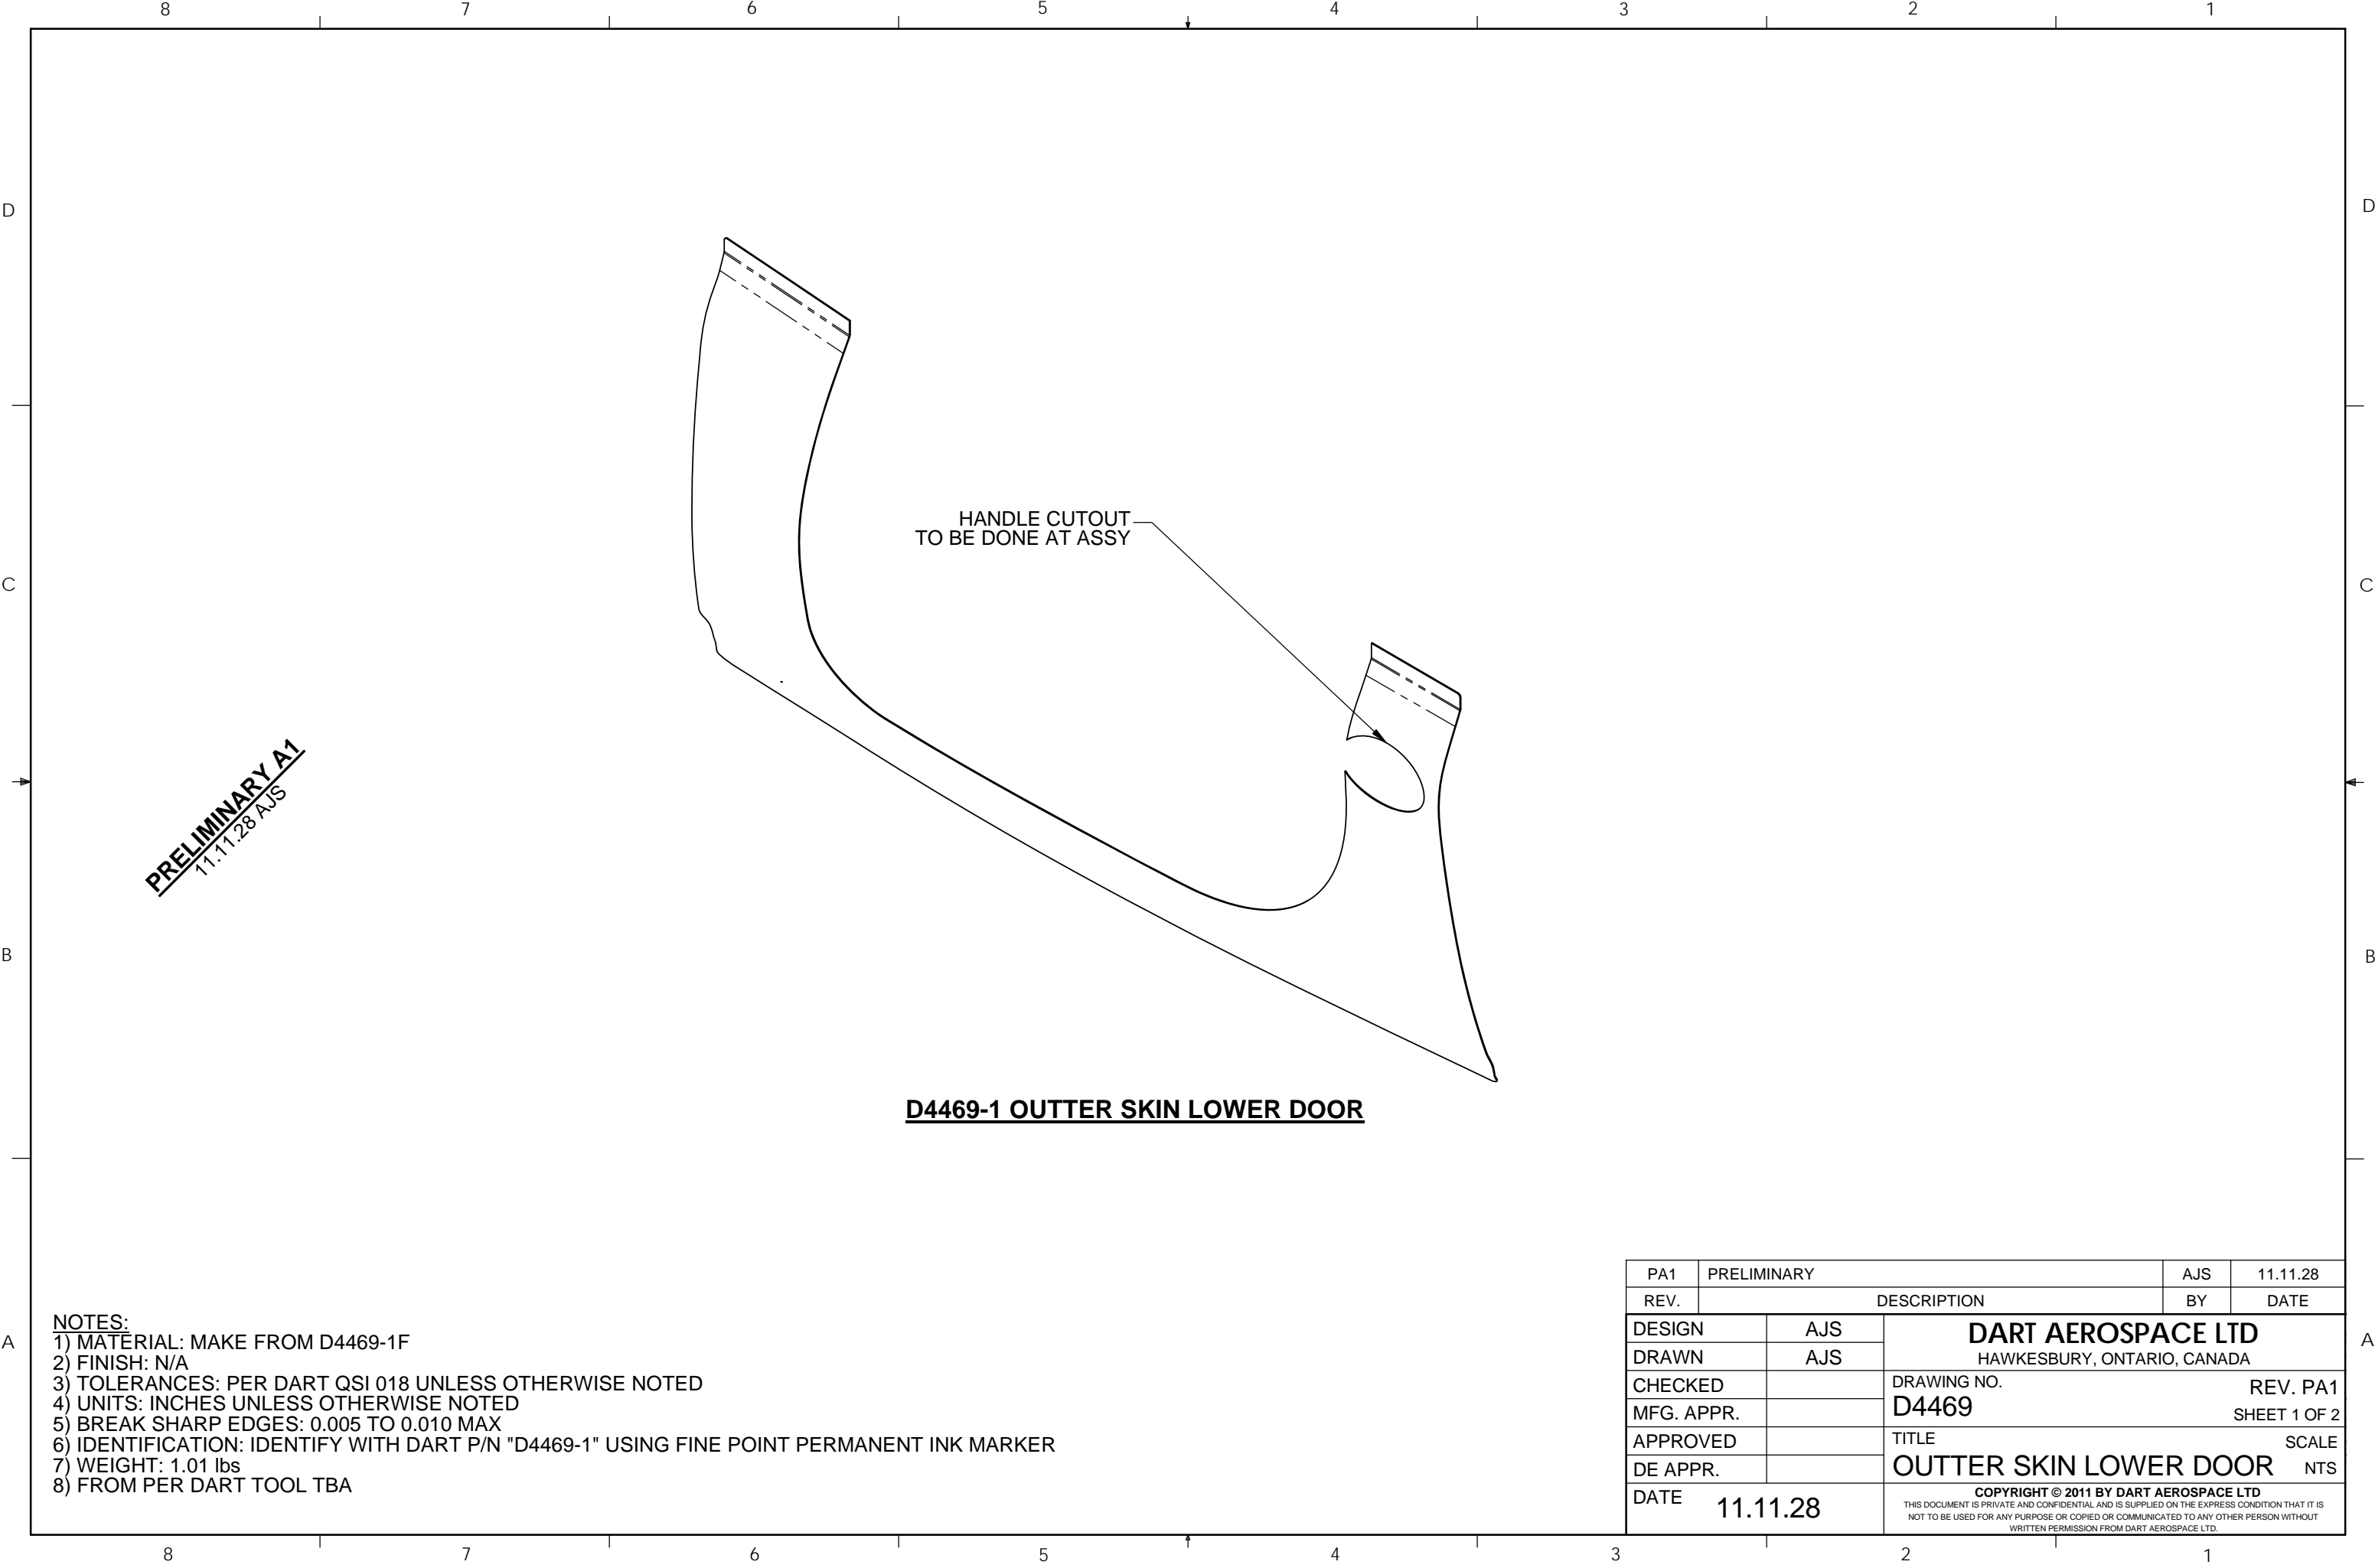 8 7 6 5 4 3 2 1
D D
HANDLE CUTOUT
TO BE DONE AT ASSY
C C
PRELIMINARY A1
11.11.28 AJS
B B
D4469-1 OUTTER SKIN LOWER DOOR
A A
NOTES:
1) MATERIAL: MAKE FROM D4469-1F
2) FINISH: N/A
3) TOLERANCES: PER DART QSI 018 UNLESS OTHERWISE NOTED
4) UNITS: INCHES UNLESS OTHERWISE NOTED
5) BREAK SHARP EDGES: 0.005 TO 0.010 MAX
6) IDENTIFICATION: IDENTIFY WITH DART P/N "D4469-1" USING FINE POINT PERMANENT INK MARKER
7) WEIGHT: 1.01 lbs
8) FROM PER DART TOOL TBA
PA1 PRELIMINARY AJS 11.11.28
REV. DESCRIPTION BY DATE
DESIGN AJS
DRAWN AJS
CHECKED
MFG. APPR.
APPROVED
DE APPR.
DATE 11.11.28
DART AEROSPACE LTD
HAWKESBURY, ONTARIO, CANADA
DRAWING NO. REV. PA1
D4469 SHEET 1 OF 2
TITLE SCALE
OUTTER SKIN LOWER DOOR NTS
COPYRIGHT © 2011 BY DART AEROSPACE LTD
THIS DOCUMENT IS PRIVATE AND CONFIDENTIAL AND IS SUPPLIED ON THE EXPRESS CONDITION THAT IT IS
NOT TO BE USED FOR ANY PURPOSE OR COPIED OR COMMUNICATED TO ANY OTHER PERSON WITHOUT
WRITTEN PERMISSION FROM DART AEROSPACE LTD.
8 7 6 5 4 3 2 1